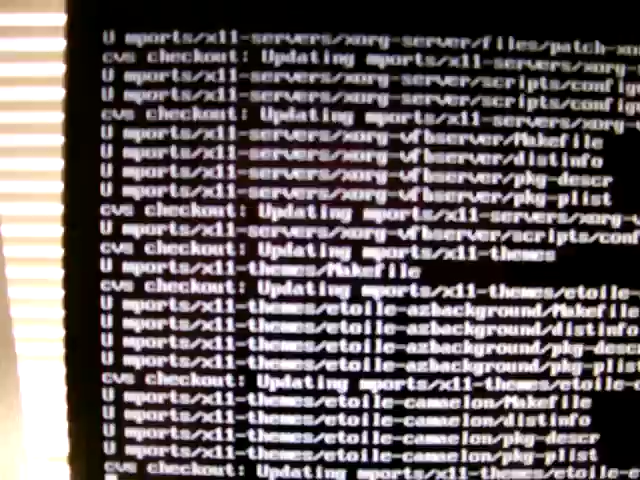 U mports/x11-servers/xorg-server/files/patch-xo
cvs checkout: Updating mports/x11-servers/xorg-
U mports/x11-servers/xorg-server/scripts/config
U mports/x11-servers/xorg-server/scripts/config
cvs checkout: Updating mports/x11-servers/xorg-
U mports/x11-servers/xorg-vfbserver/Makefile
U mports/x11-servers/xorg-vfbserver/distinfo
U mports/x11-servers/xorg-vfbserver/pkg-descr
U mports/x11-servers/xorg-vfbserver/pkg-plist
cvs checkout: Updating mports/x11-servers/xorg-v
U mports/x11-servers/xorg-vfbserver/scripts/conf
cvs checkout: Updating mports/x11-themes
U mports/x11-themes/Makefile
cvs checkout: Updating mports/x11-themes/etoile-
U mports/x11-themes/etoile-azbackground/Makefile
U mports/x11-themes/etoile-azbackground/distinfo
U mports/x11-themes/etoile-azbackground/pkg-desc
U mports/x11-themes/etoile-azbackground/pkg-plis
cvs checkout: Updating mports/x11-themes/etoile-
U mports/x11-themes/etoile-camaelon/Makefile
U mports/x11-themes/etoile-camaelon/distinfo
U mports/x11-themes/etoile-camaelon/pkg-descr
U mports/x11-themes/etoile-camaelon/pkg-plist
cvs checkout: Updating mports/x11-themes/etoile-e